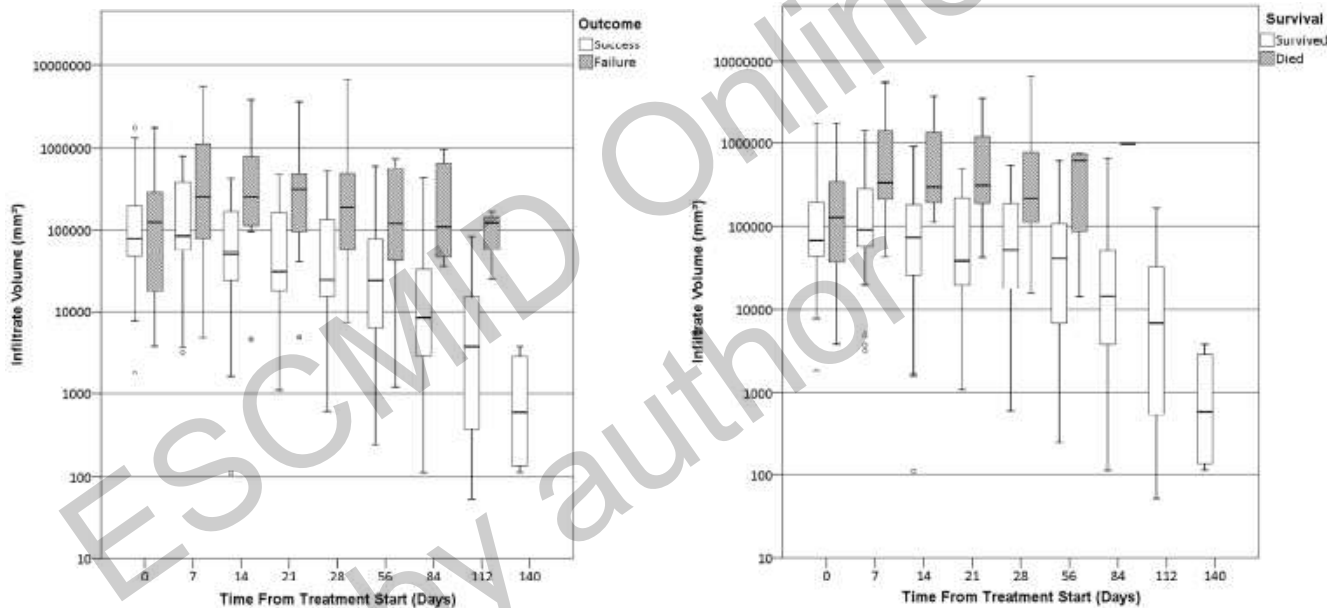 Outcome
Success
Failure
10000000
1000000
100000
10000
1000
100
10
Infiltrate Volume (mm³)
0 7 14 21 28 56 84 112 140
Time From Treatment Start (Days)
Survival
Survived
Died
10000000
1000000
100000
10000
1000
100
10
Infiltrate Volume (mm³)
0 7 14 21 28 56 84 112 140
Time From Treatment Start (Days)
ESCMID Online
by author